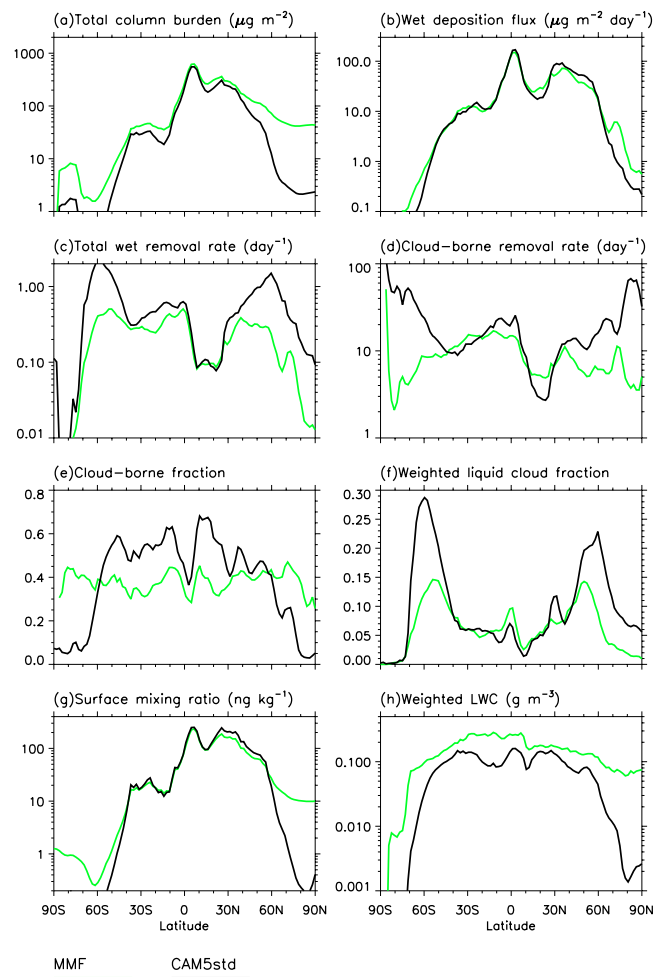 (a)Total column burden (μg m⁻²)
(b)Wet deposition flux (μg m⁻² day⁻¹)
1000
100
10
1
100.0
10.0
1.0
0.1
(c)Total wet removal rate (day⁻¹)
(d)Cloud-borne removal rate (day⁻¹)
1.00
0.10
0.01
100
10
1
(e)Cloud-borne fraction
(f)Weighted liquid cloud fraction
0.8
0.6
0.4
0.2
0.0
0.30
0.25
0.20
0.15
0.10
0.05
0.00
(g)Surface mixing ratio (ng kg⁻¹)
(h)Weighted LWC (g m⁻³)
100
10
1
0.100
0.010
0.001
90S 60S 30S 0 30N 60N 90N
Latitude
90S 60S 30S 0 30N 60N 90N
Latitude
MMF CAM5std